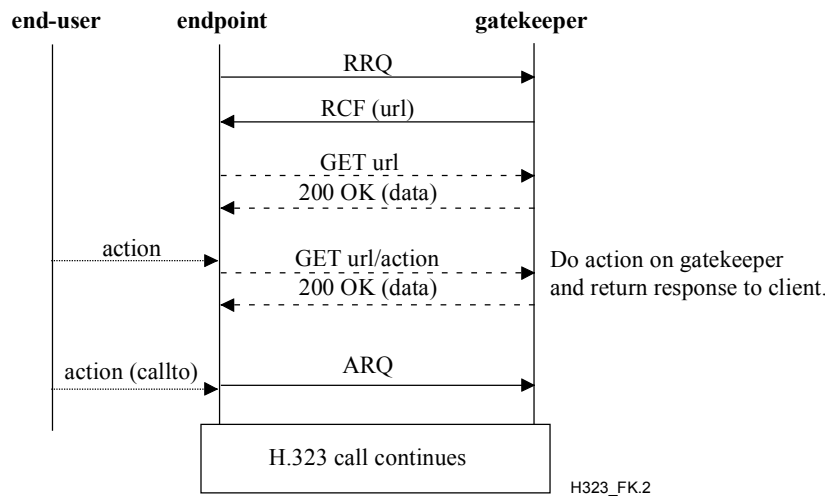 end-user endpoint gatekeeper
RRQ
RCF (url)
GET url
200 OK (data)
action
GET url/action
200 OK (data)
Do action on gatekeeper
and return response to client.
action (callto)
ARQ
H.323 call continues
H323_FK.2